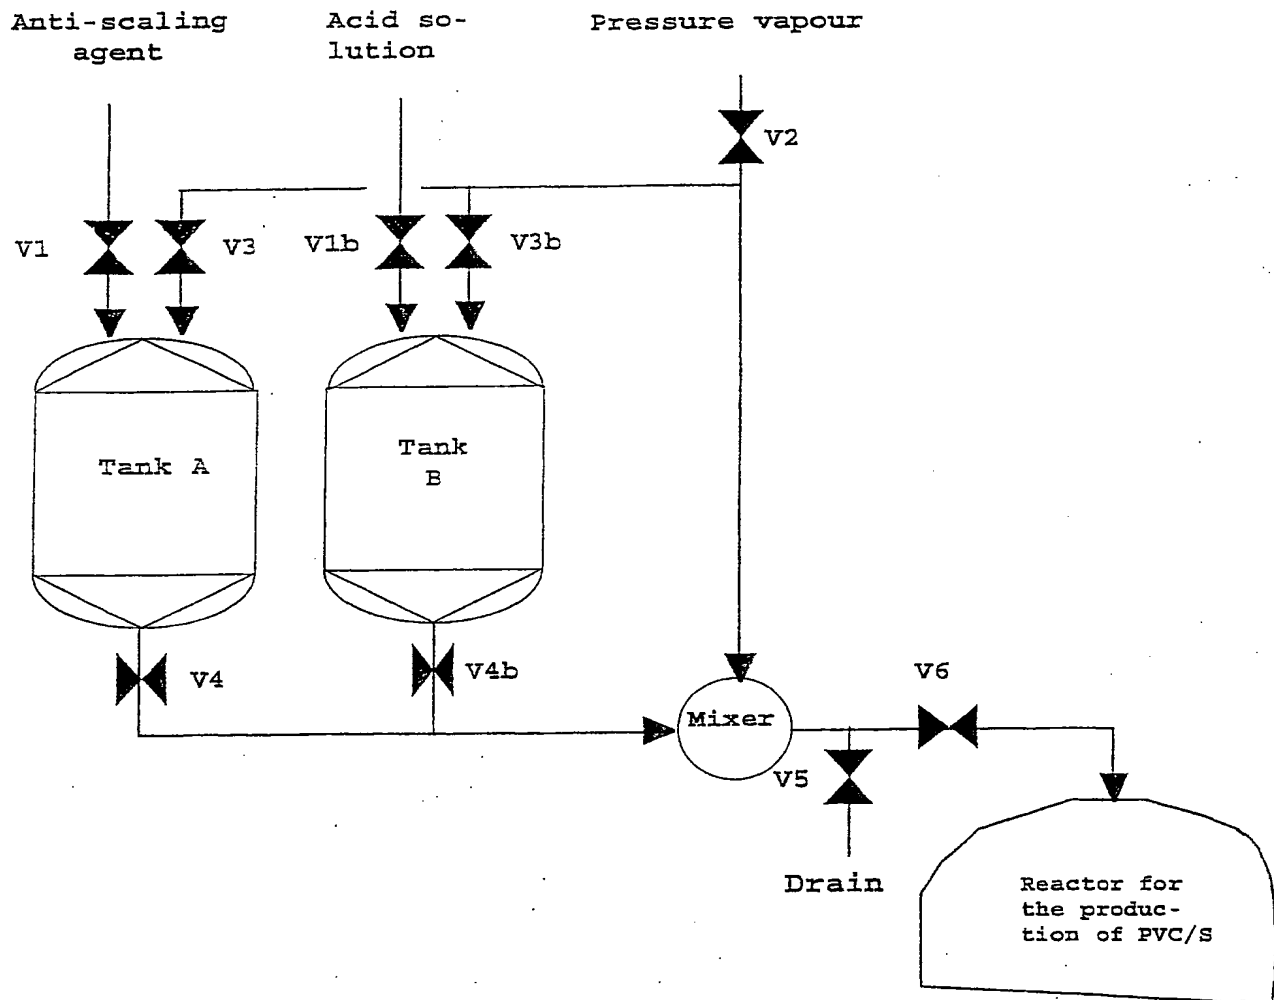 Anti-scaling
agent
Acid so-
lution
Pressure vapour
V2
V1
V3
V1b
V3b
Tank A
Tank
B
V4
V4b
V6
Mixer
V5
Drain
Reactor for
the produc-
tion of PVC/S